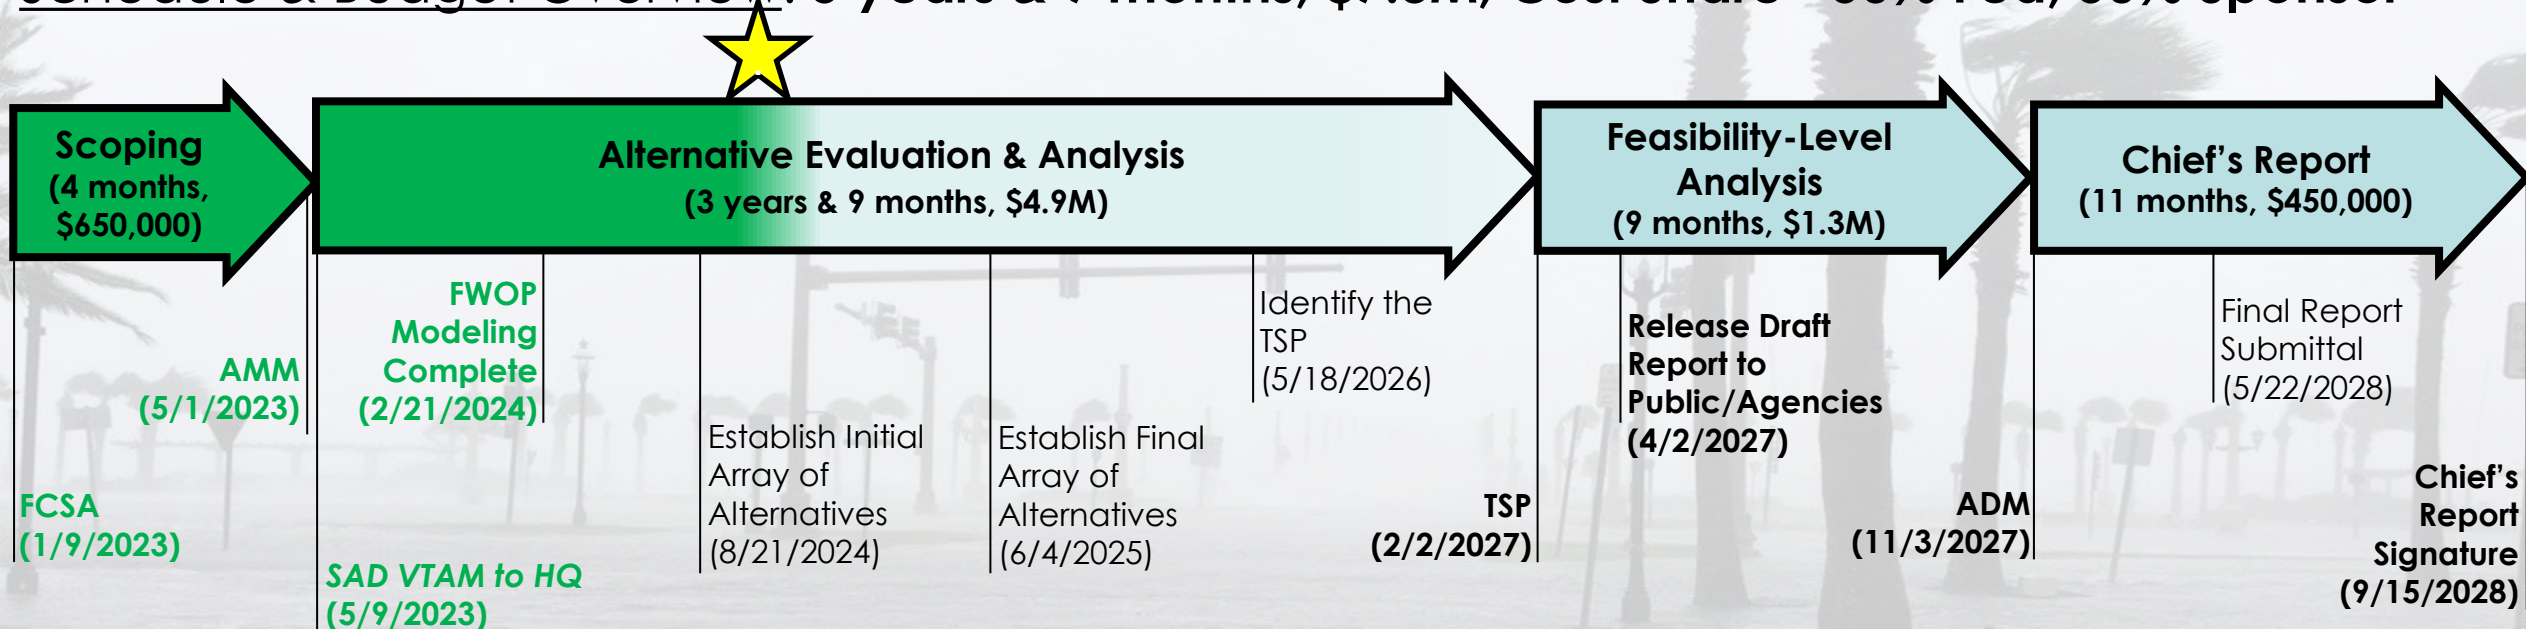 Schedule & Budget Overview:
Scoping
(4 months,
$650,000)
Alternative Evaluation & Analysis
(3 years & 9 months, $4.9M)
Feasibility-Level
Analysis
(9 months, $1.3M)
Chief's Report
(11 months, $450,000)
FCSA
(1/9/2023)
AMM
(5/1/2023)
SAD VTAM to HQ
(5/9/2023)
FWOP
Modeling
Complete
(2/21/2024)
Establish Initial
Array of
Alternatives
(8/21/2024)
Establish Final
Array of
Alternatives
(6/4/2025)
Identify the
TSP
(5/18/2026)
TSP
(2/2/2027)
Release Draft
Report to
Public/Agencies
(4/2/2027)
ADM
(11/3/2027)
Final Report
Submittal
(5/22/2028)
Chief's
Report
Signature
(9/15/2028)